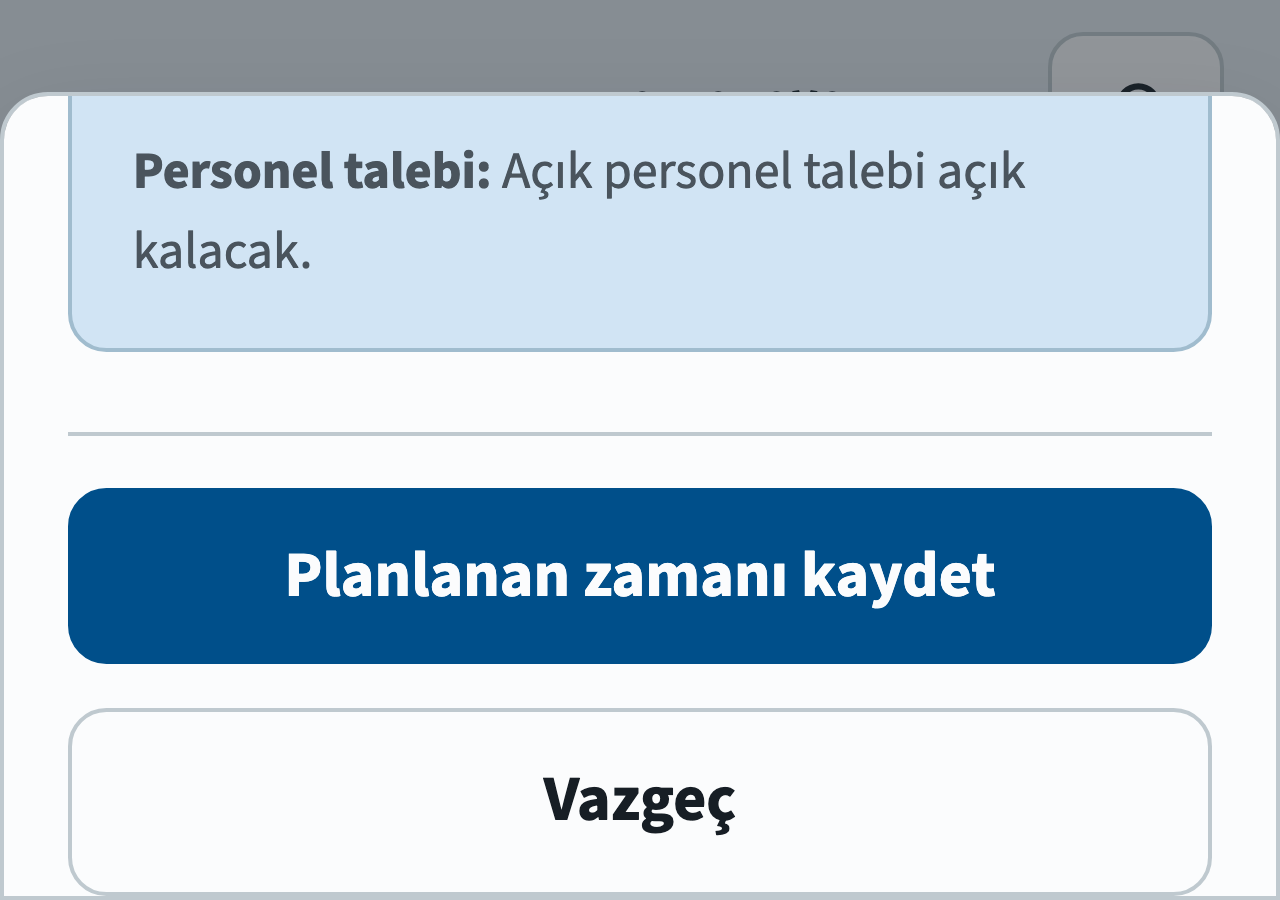 Personel talebi: Açık personel talebi açık
kalacak.
Planlanan zamanı kaydet
Vazgeç